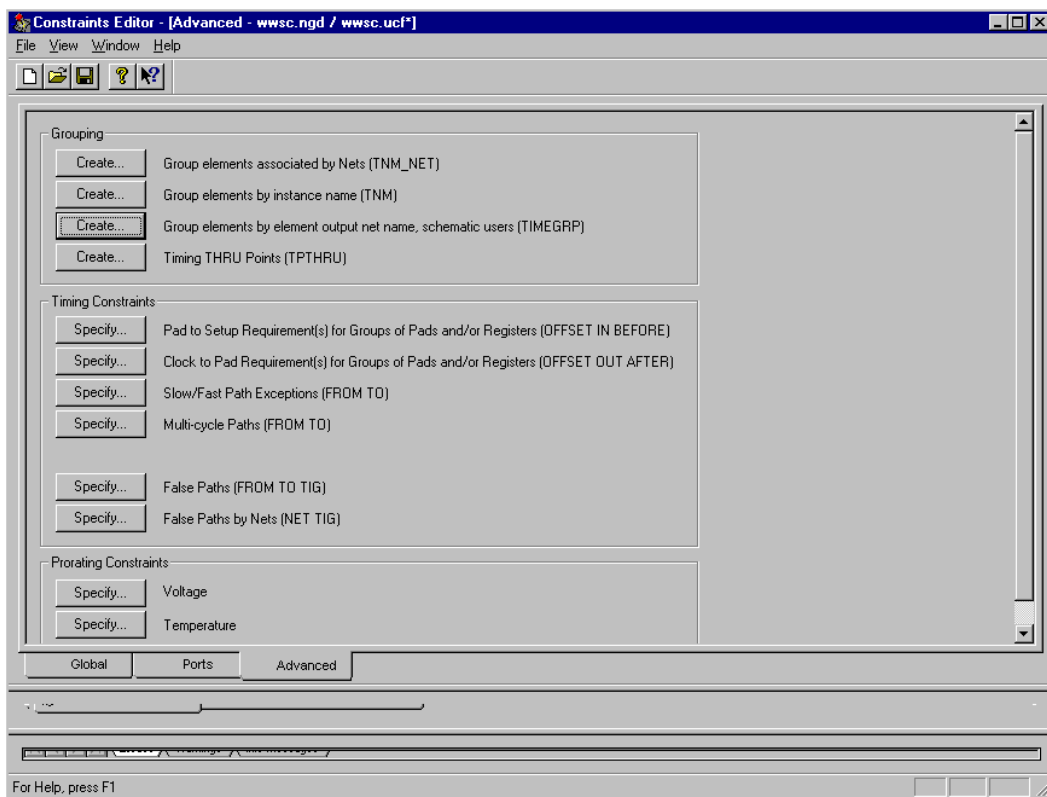 Constraints Editor - [Advanced - wwsc.ngd / wwsc.ucf*]
File View Window Help
Grouping
Create... Group elements associated by Nets (TNM_NET)
Create... Group elements by instance name (TNM)
Create... Group elements by element output net name, schematic users (TIMEGRP)
Create... Timing THRU Points (TPTHRU)
Timing Constraints
Specify... Pad to Setup Requirement(s) for Groups of Pads and/or Registers (OFFSET IN BEFORE)
Specify... Clock to Pad Requirement(s) for Groups of Pads and/or Registers (OFFSET OUT AFTER)
Specify... Slow/Fast Path Exceptions (FROM TO)
Specify... Multi-cycle Paths (FROM TO)
Specify... False Paths (FROM TO TIG)
Specify... False Paths by Nets (NET TIG)
Prorating Constraints
Specify... Voltage
Specify... Temperature
Global Ports Advanced
For Help, press F1